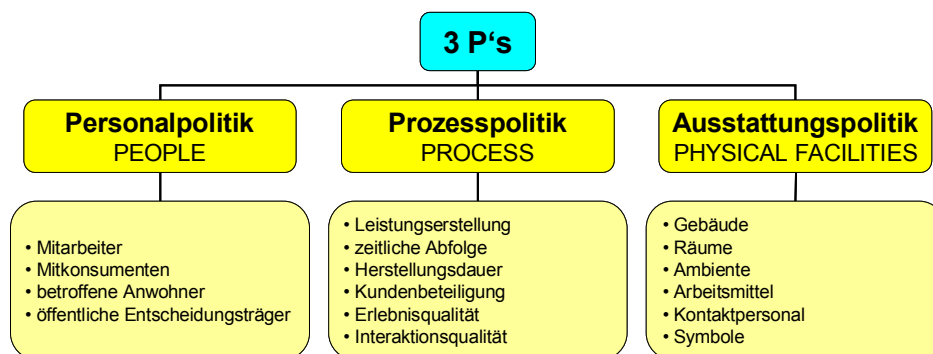 3 P‘s
Personalpolitik
PEOPLE
• Mitarbeiter
• Mitkonsumenten
• betroffene Anwohner
• öffentliche Entscheidungsträger
Prozesspolitik
PROCESS
• Leistungserstellung
• zeitliche Abfolge
• Herstellungsdauer
• Kundenbeteiligung
• Erlebnisqualität
• Interaktionsqualität
Ausstattungspolitik
PHYSICAL FACILITIES
• Gebäude
• Räume
• Ambiente
• Arbeitsmittel
• Kontaktpersonal
• Symbole